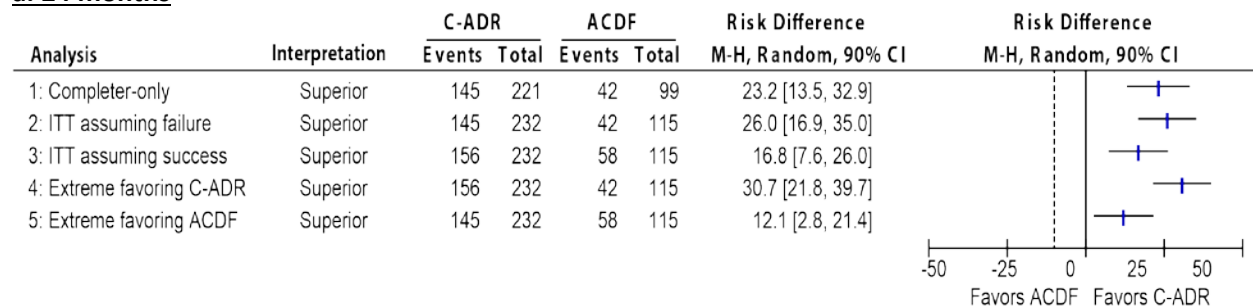 C-ADR ACDF Risk Difference Risk Difference
Analysis Interpretation Events Total Events Total M-H, Random, 90% CI M-H, Random, 90% CI
1: Completer-only Superior 145 221 42 99 23.2 [13.5, 32.9]
2: ITT assuming failure Superior 145 232 42 115 26.0 [16.9, 35.0]
3: ITT assuming success Superior 156 232 58 115 16.8 [7.6, 26.0]
4: Extreme favoring C-ADR Superior 156 232 42 115 30.7 [21.8, 39.7]
5: Extreme favoring ACDF Superior 145 232 58 115 12.1 [2.8, 21.4]
-50 -25 0 25 50
Favors ACDF Favors C-ADR